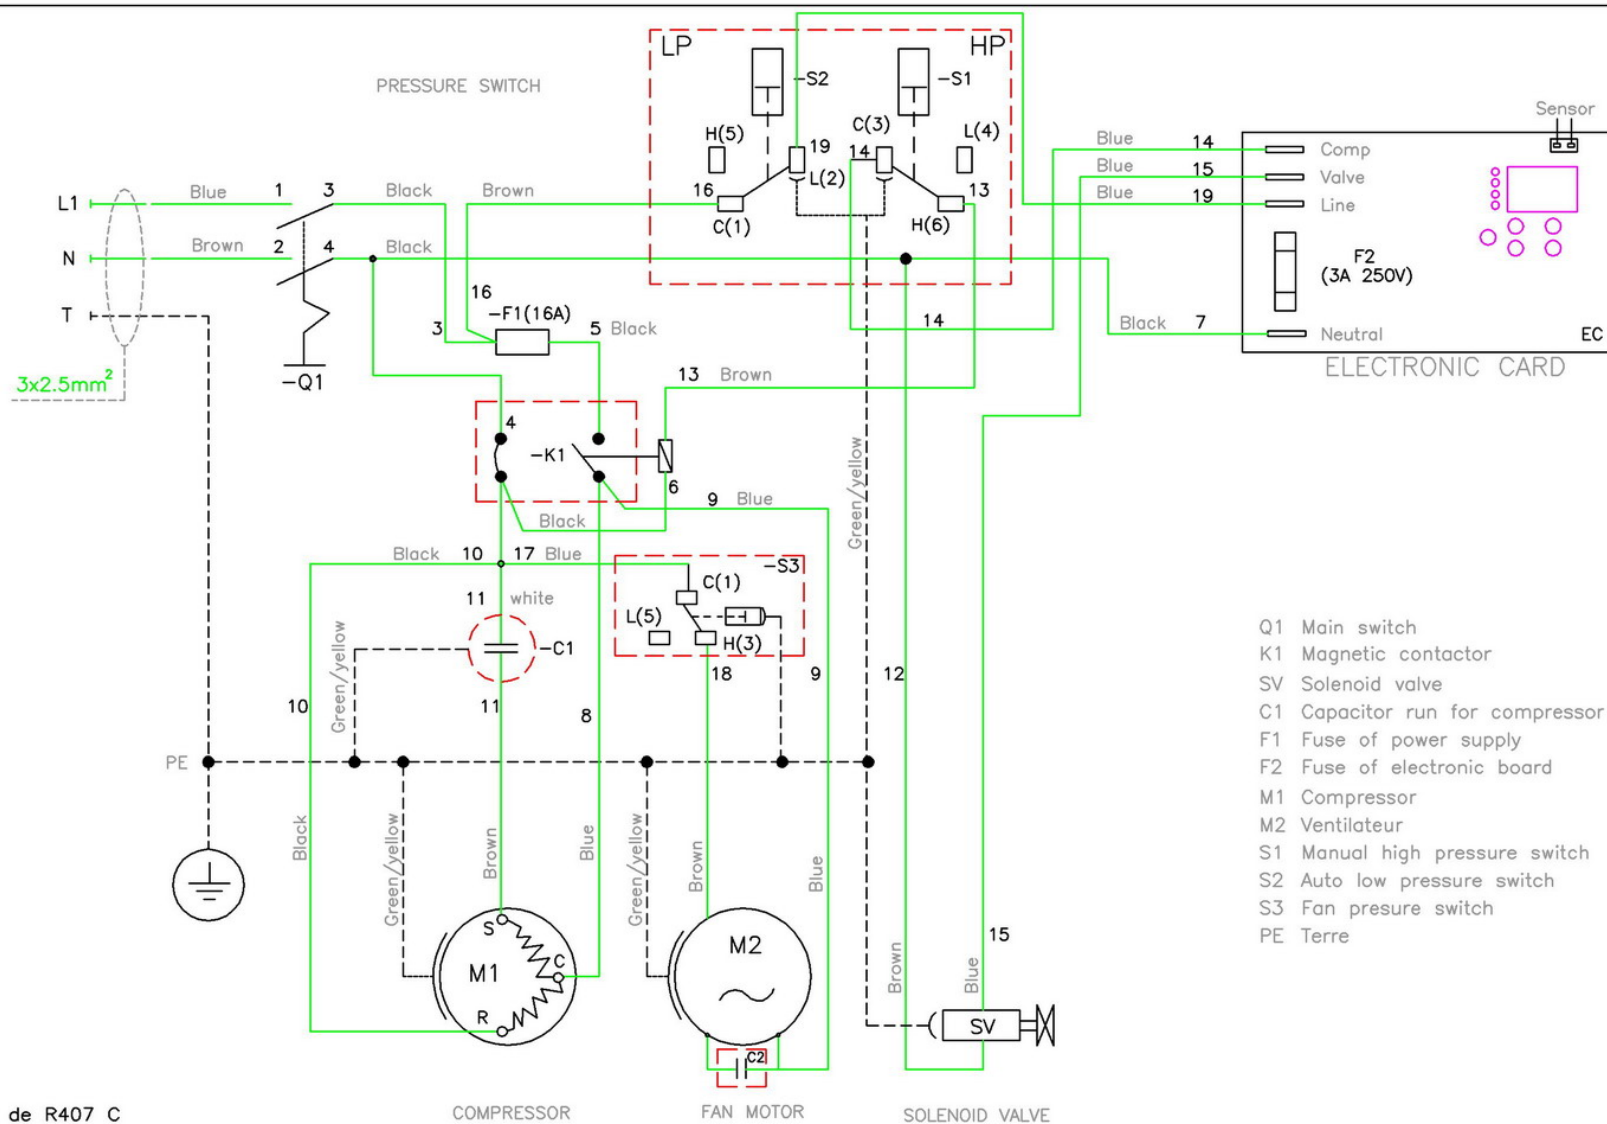 LP
HP
PRESSURE SWITCH
-S2
-S1
Sensor
H(5)
19
C(3)
14
L(4)
L(2)
Blue 14 Comp
Blue 15 Valve
Blue 19 Line
L1 Blue 1 3 Black
Brown 16
C(1)
13
H(6)
N Brown 2 4 Black
F2
(3A 250V)
T
16
-F1(16A)
3
5 Black
14
Black 7 Neutral
EC
ELECTRONIC CARD
3x2.5mm²
-Q1
13 Brown
4
-K1
6
9 Blue
Black
Green/yellow
Black 10 17 Blue
-S3
C(1)
11 white
L(5)
H(3)
-C1
Green/yellow
18
9
12
10
11
8
PE
Black
Green/yellow
Brown
Blue
Green/yellow
Brown
Blue
Brown
Blue
15
S
M1
C
R
M2
C2
SV
Q1 Main switch
K1 Magnetic contactor
SV Solenoid valve
C1 Capacitor run for compressor
F1 Fuse of power supply
F2 Fuse of electronic board
M1 Compressor
M2 Ventilateur
S1 Manual high pressure switch
S2 Auto low pressure switch
S3 Fan presure switch
PE Terre
de R407 C
COMPRESSOR
FAN MOTOR
SOLENOID VALVE